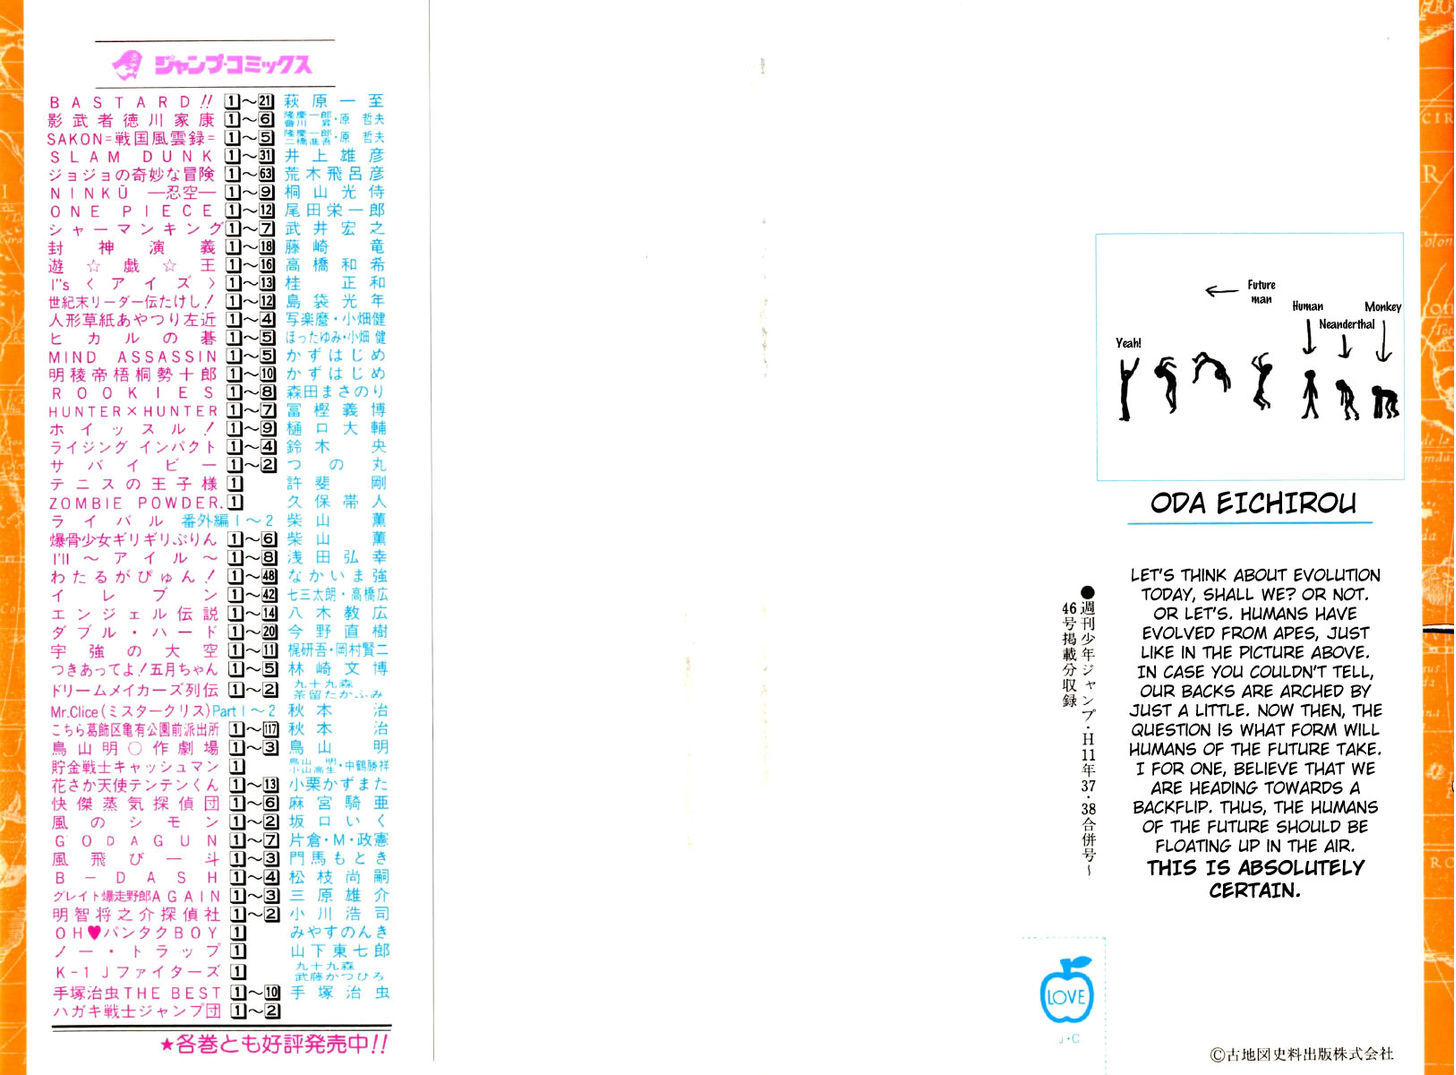 ジャンプ・コミックス
BASTARD!! 1〜21 萩原一至
影武者徳川家康 1〜6 隆慶一郎・原 哲夫
SAKON=戦国風雲録= 1〜5 隆慶一郎 二橋進吾・原 哲夫
SLAM DUNK 1〜31 井上雄彦
ジョジョの奇妙な冒険 1〜63 荒木飛呂彦
NINKŪ —忍空— 1〜9 桐山光侍
ONE PIECE 1〜12 尾田栄一郎
シャーマンキング 1〜7 武井宏之
封神演義 1〜18 藤崎竜
遊☆戯☆王 1〜16 高橋和希
I"s〈アイズ〉 1〜13 桂正和
世紀末リーダー伝たけし! 1〜12 島袋光年
人形草紙あやつり左近 1〜4 写楽麿・小畑健
ヒカルの碁 1〜5 ほったゆみ・小畑 健
MIND ASSASSIN 1〜5 かずはじめ
明稜帝梧桐勢十郎 1〜10 かずはじめ
ROOKIES 1〜8 森田まさのり
HUNTER×HUNTER 1〜7 冨樫義博
ホイッスル! 1〜9 樋口大輔
ライジング インパクト 1〜4 鈴木央
サバイビー 1〜2 つの丸
テニスの王子様 1 許斐剛
ZOMBIE POWDER. 1 久保帯人
ライバル 番外編1〜2 柴山薫
爆骨少女ギリギリぷりん 1〜6 柴山薫
I'll 〜アイル〜 1〜8 浅田弘幸
わたるがぴゅん! 1〜48 なかいま強
イレブン 1〜42 七三太朗・高橋広
エンジェル伝説 1〜14 八木教広
ダブル・ハード 1〜20 今野直樹
宇強の大空 1〜11 梶研吾・岡村賢二
つきあってよ!五月ちゃん 1〜5 林崎文博
ドリームメイカーズ列伝 1〜2 九十九森 茶留たかふみ
Mr.Clice(ミスタークリス)Part 1〜2 秋本治
こちら葛飾区亀有公園前派出所 1〜117 秋本治
鳥山明○作劇場 1〜3 鳥山明
貯金戦士キャッシュマン 1 鳥山 明 小山高生・中鶴勝祥
花さか天使テンテンくん 1〜13 小栗かずまた
快傑蒸気探偵団 1〜6 麻宮騎亜
風のシモン 1〜2 坂口いく
GODAGUN 1〜7 片倉・M・政憲
風飛び一斗 1〜3 門馬もとき
B-DASH 1〜4 松枝尚嗣
グレイト爆走野郎AGAIN 1〜3 三原雄介
明智将之介探偵社 1〜2 小川浩司
OH♥パンタクBOY 1 みやすのんき
ノー・トラップ 1 山下東七郎
K-1 Jファイターズ 1 九十九森 武藤かつひろ
手塚治虫THE BEST 1〜10 手塚治虫
ハガキ戦士ジャンプ団 1〜2
★各巻とも好評発売中!!
Future
man
Human
Monkey
Neanderthal
Yeah!
ODA EICHIROU
LET'S THINK ABOUT EVOLUTION
TODAY, SHALL WE? OR NOT.
OR LET'S. HUMANS HAVE
EVOLVED FROM APES, JUST
LIKE IN THE PICTURE ABOVE.
IN CASE YOU COULDN'T TELL,
OUR BACKS ARE ARCHED BY
JUST A LITTLE. NOW THEN, THE
QUESTION IS WHAT FORM WILL
HUMANS OF THE FUTURE TAKE.
I FOR ONE, BELIEVE THAT WE
ARE HEADING TOWARDS A
BACKFLIP. THUS, THE HUMANS
OF THE FUTURE SHOULD BE
FLOATING UP IN THE AIR.
THIS IS ABSOLUTELY
CERTAIN.
●週刊少年ジャンプ・H11年37・38合併号〜
46号掲載分収録
LOVE
J・C
©古地図史料出版株式会社